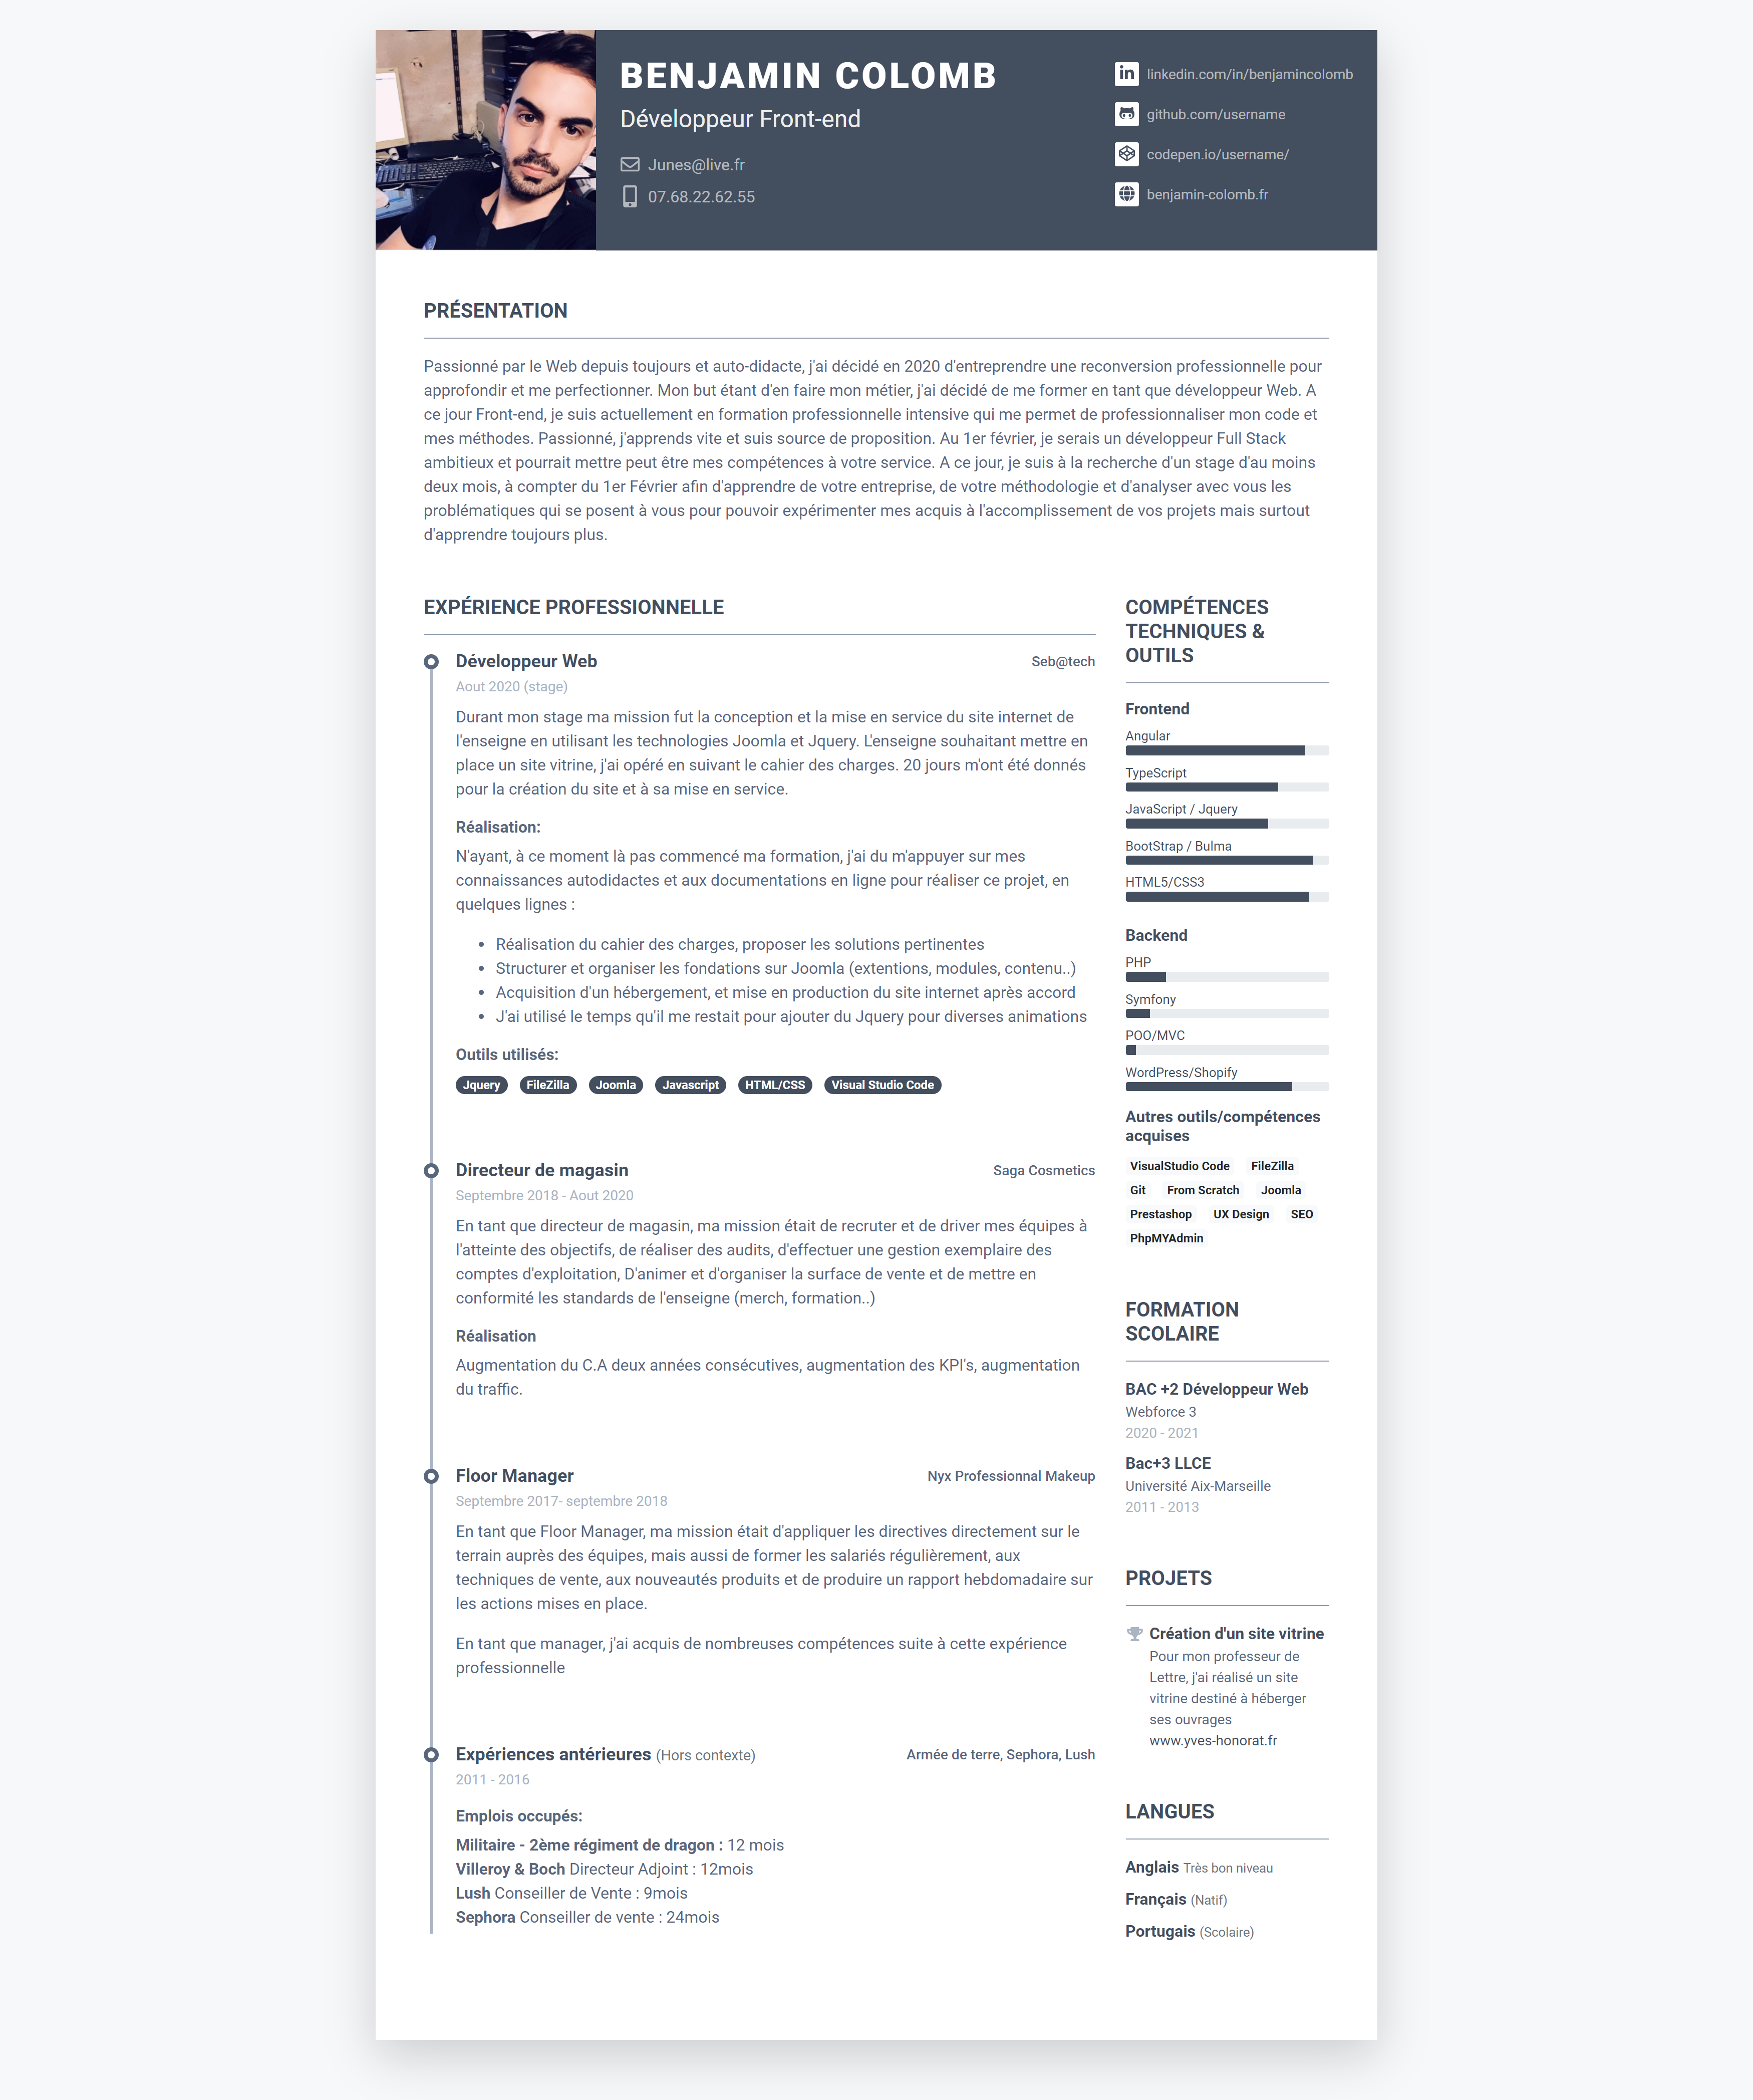 BENJAMIN COLOMB
Développeur Front-end
Junes@live.fr
07.68.22.62.55
linkedin.com/in/benjamincolomb
github.com/username
codepen.io/username/
benjamin-colomb.fr
PRÉSENTATION
Passionné par le Web depuis toujours et auto-didacte, j'ai décidé en 2020 d'entreprendre une reconversion professionnelle pour
approfondir et me perfectionner. Mon but étant d'en faire mon métier, j'ai décidé de me former en tant que développeur Web. A
ce jour Front-end, je suis actuellement en formation professionnelle intensive qui me permet de professionnaliser mon code et
mes méthodes. Passionné, j'apprends vite et suis source de proposition. Au 1er février, je serais un développeur Full Stack
ambitieux et pourrait mettre peut être mes compétences à votre service. A ce jour, je suis à la recherche d'un stage d'au moins
deux mois, à compter du 1er Février afin d'apprendre de votre entreprise, de votre méthodologie et d'analyser avec vous les
problématiques qui se posent à vous pour pouvoir expérimenter mes acquis à l'accomplissement de vos projets mais surtout
d'apprendre toujours plus.
EXPÉRIENCE PROFESSIONNELLE
Développeur Web
Seb@tech
Aout 2020 (stage)
Durant mon stage ma mission fut la conception et la mise en service du site internet de
l'enseigne en utilisant les technologies Joomla et Jquery. L'enseigne souhaitant mettre en
place un site vitrine, j'ai opéré en suivant le cahier des charges. 20 jours m'ont été donnés
pour la création du site et à sa mise en service.
Réalisation:
N'ayant, à ce moment là pas commencé ma formation, j'ai du m'appuyer sur mes
connaissances autodidactes et aux documentations en ligne pour réaliser ce projet, en
quelques lignes :
• Réalisation du cahier des charges, proposer les solutions pertinentes
• Structurer et organiser les fondations sur Joomla (extentions, modules, contenu..)
• Acquisition d'un hébergement, et mise en production du site internet après accord
• J'ai utilisé le temps qu'il me restait pour ajouter du Jquery pour diverses animations
Outils utilisés:
Jquery FileZilla Joomla Javascript HTML/CSS Visual Studio Code
Directeur de magasin
Saga Cosmetics
Septembre 2018 - Aout 2020
En tant que directeur de magasin, ma mission était de recruter et de driver mes équipes à
l'atteinte des objectifs, de réaliser des audits, d'effectuer une gestion exemplaire des
comptes d'exploitation, D'animer et d'organiser la surface de vente et de mettre en
conformité les standards de l'enseigne (merch, formation..)
Réalisation
Augmentation du C.A deux années consécutives, augmentation des KPI's, augmentation
du traffic.
Floor Manager
Nyx Professionnal Makeup
Septembre 2017- septembre 2018
En tant que Floor Manager, ma mission était d'appliquer les directives directement sur le
terrain auprès des équipes, mais aussi de former les salariés régulièrement, aux
techniques de vente, aux nouveautés produits et de produire un rapport hebdomadaire sur
les actions mises en place.
En tant que manager, j'ai acquis de nombreuses compétences suite à cette expérience
professionnelle
Expériences antérieures (Hors contexte)
Armée de terre, Sephora, Lush
2011 - 2016
Emplois occupés:
Militaire - 2ème régiment de dragon : 12 mois
Villeroy & Boch Directeur Adjoint : 12mois
Lush Conseiller de Vente : 9mois
Sephora Conseiller de vente : 24mois
COMPÉTENCES
TECHNIQUES &
OUTILS
Frontend
Angular
TypeScript
JavaScript / Jquery
BootStrap / Bulma
HTML5/CSS3
Backend
PHP
Symfony
POO/MVC
WordPress/Shopify
Autres outils/compétences
acquises
VisualStudio Code FileZilla
Git From Scratch Joomla
Prestashop UX Design SEO
PhpMYAdmin
FORMATION
SCOLAIRE
BAC +2 Développeur Web
Webforce 3
2020 - 2021
Bac+3 LLCE
Université Aix-Marseille
2011 - 2013
PROJETS
Création d'un site vitrine
Pour mon professeur de
Lettre, j'ai réalisé un site
vitrine destiné à héberger
ses ouvrages
www.yves-honorat.fr
LANGUES
Anglais Très bon niveau
Français (Natif)
Portugais (Scolaire)